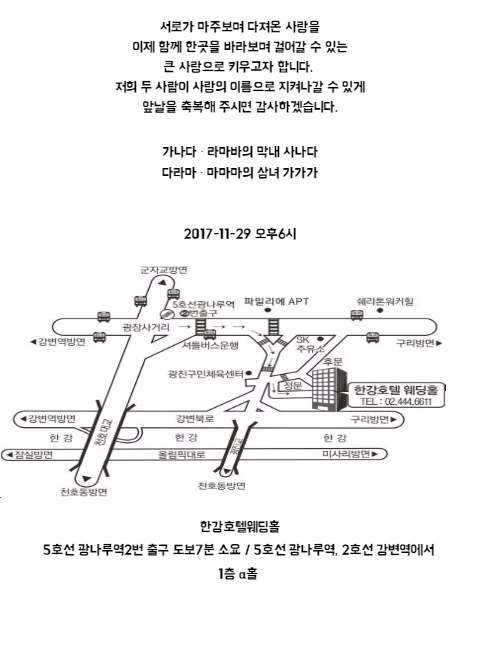 서로가 마주보며 다져온 사랑을
이제 함께 한곳을 바라보며 걸어갈 수 있는
큰 사랑으로 키우고자 합니다.
저희 두 사람이 사랑의 이름으로 지켜나갈 수 있게
앞날을 축복해 주시면 감사하겠습니다.
가나다 · 라마바의 막내 사나다
다라마 · 마마마의 삼녀 가가가
2017-11-29 오후6시
군자교방면
5호선광나루역
②번출구
파밀리에 APT
쉐라톤워커힐
광장사거리
강변역방면
셔틀버스운행
SK
주유소
구리방면
후문
광진구민체육센터
정문
한강호텔 웨딩홀
TEL : 02.444.6611
강변역방면
강변북로
구리방면
한 강
천호대교
한 강
한 강
잠실방면
올림픽대로
광진교
미사리방면
천호동방면
천호동방면
한강호텔웨딩홀
5호선 광나루역2번 출구 도보7분 소요 / 5호선 광나루역, 2호선 강변역에서
1층 α홀